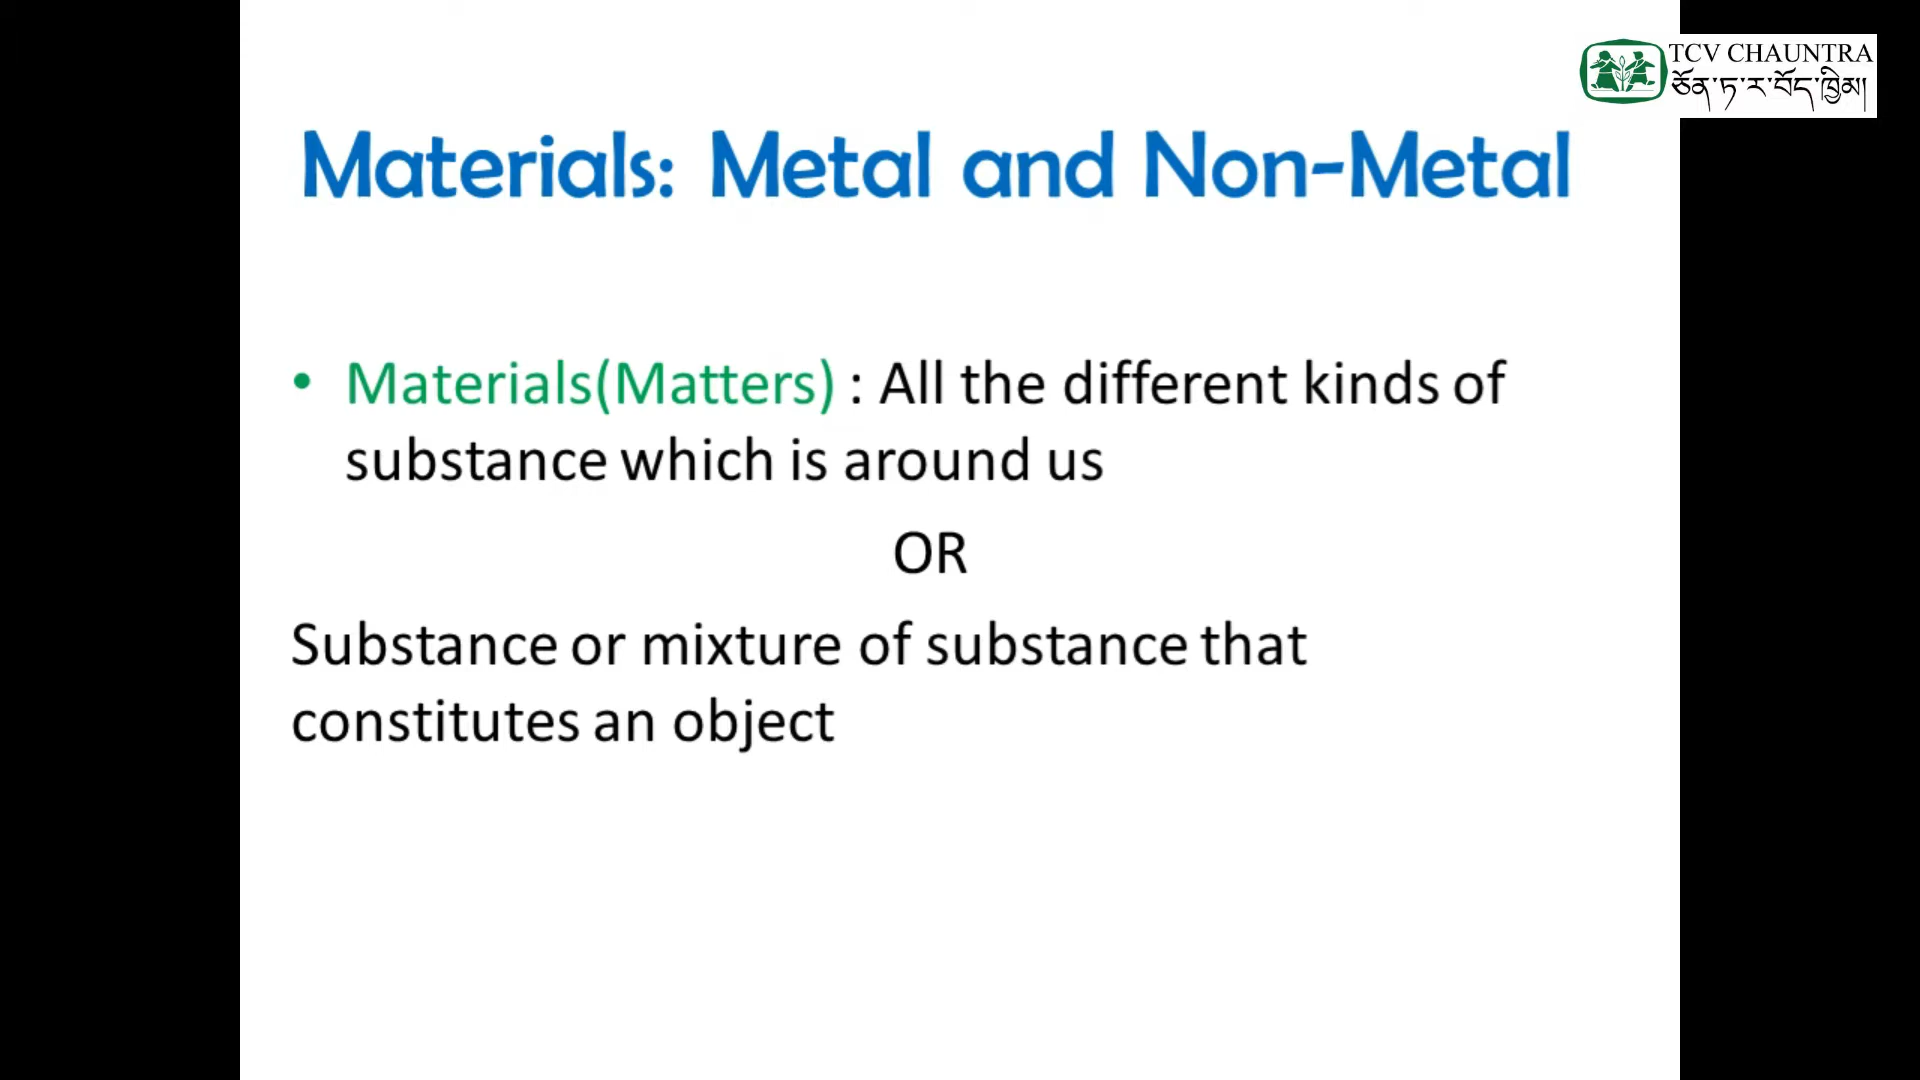 TCV CHAUNTRA
ཅོན་ཏ་ར་བོད་ཁྱིམ།
Materials: Metal and Non-Metal
• Materials(Matters) : All the different kinds of
substance which is around us
OR
Substance or mixture of substance that
constitutes an object